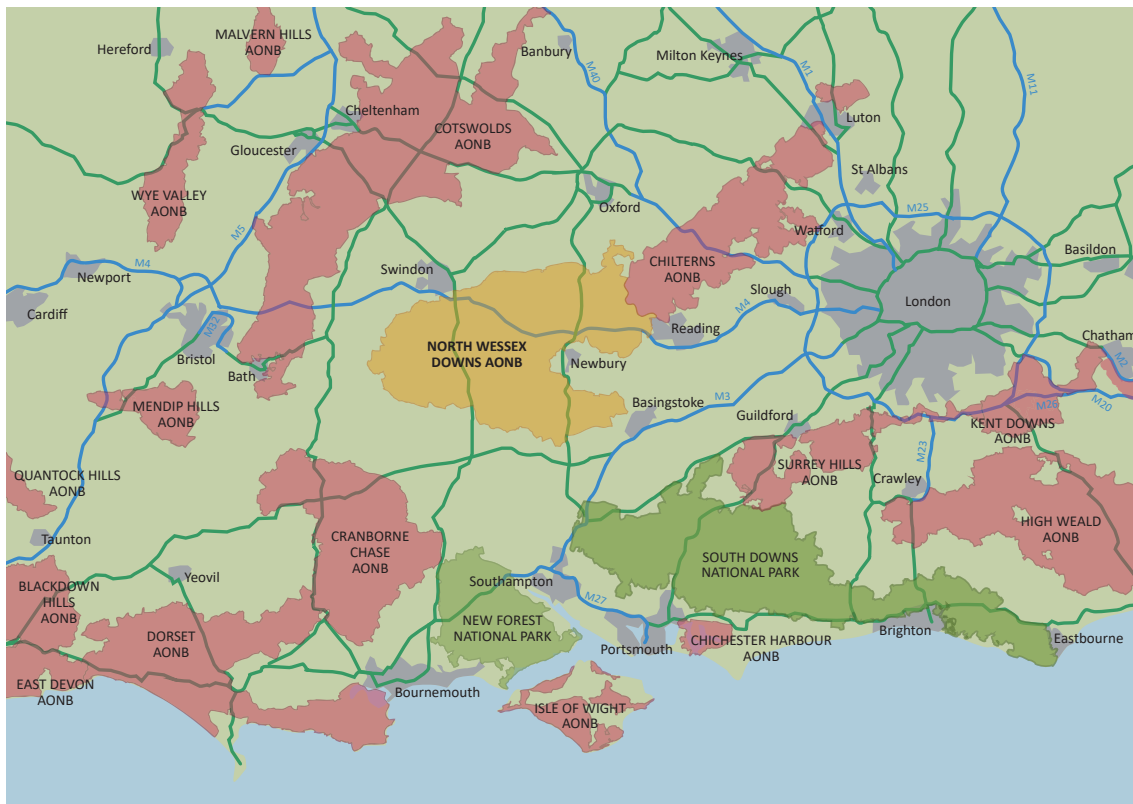 MALVERN HILLS
AONB
Hereford
Banbury
Milton Keynes
M40
M1
M11
Cheltenham
COTSWOLDS
AONB
Luton
Gloucester
St Albans
WYE VALLEY
AONB
Oxford
M25
Watford
M5
M4
Newport
Swindon
CHILTERNS
AONB
Basildon
Slough
M4
London
Cardiff
M32
Reading
Bristol
NORTH WESSEX
DOWNS AONB
Newbury
Chatham
M2
Bath
MENDIP HILLS
AONB
Basingstoke
M3
Guildford
M26
M20
KENT DOWNS
AONB
M23
QUANTOCK HILLS
AONB
SURREY HILLS
AONB
Crawley
HIGH WEALD
AONB
Taunton
CRANBORNE
CHASE
AONB
SOUTH DOWNS
NATIONAL PARK
Yeovil
BLACKDOWN
HILLS
AONB
Southampton
M27
NEW FOREST
NATIONAL PARK
DORSET
AONB
Portsmouth
CHICHESTER HARBOUR
AONB
Brighton
Eastbourne
EAST DEVON
AONB
Bournemouth
ISLE OF WIGHT
AONB